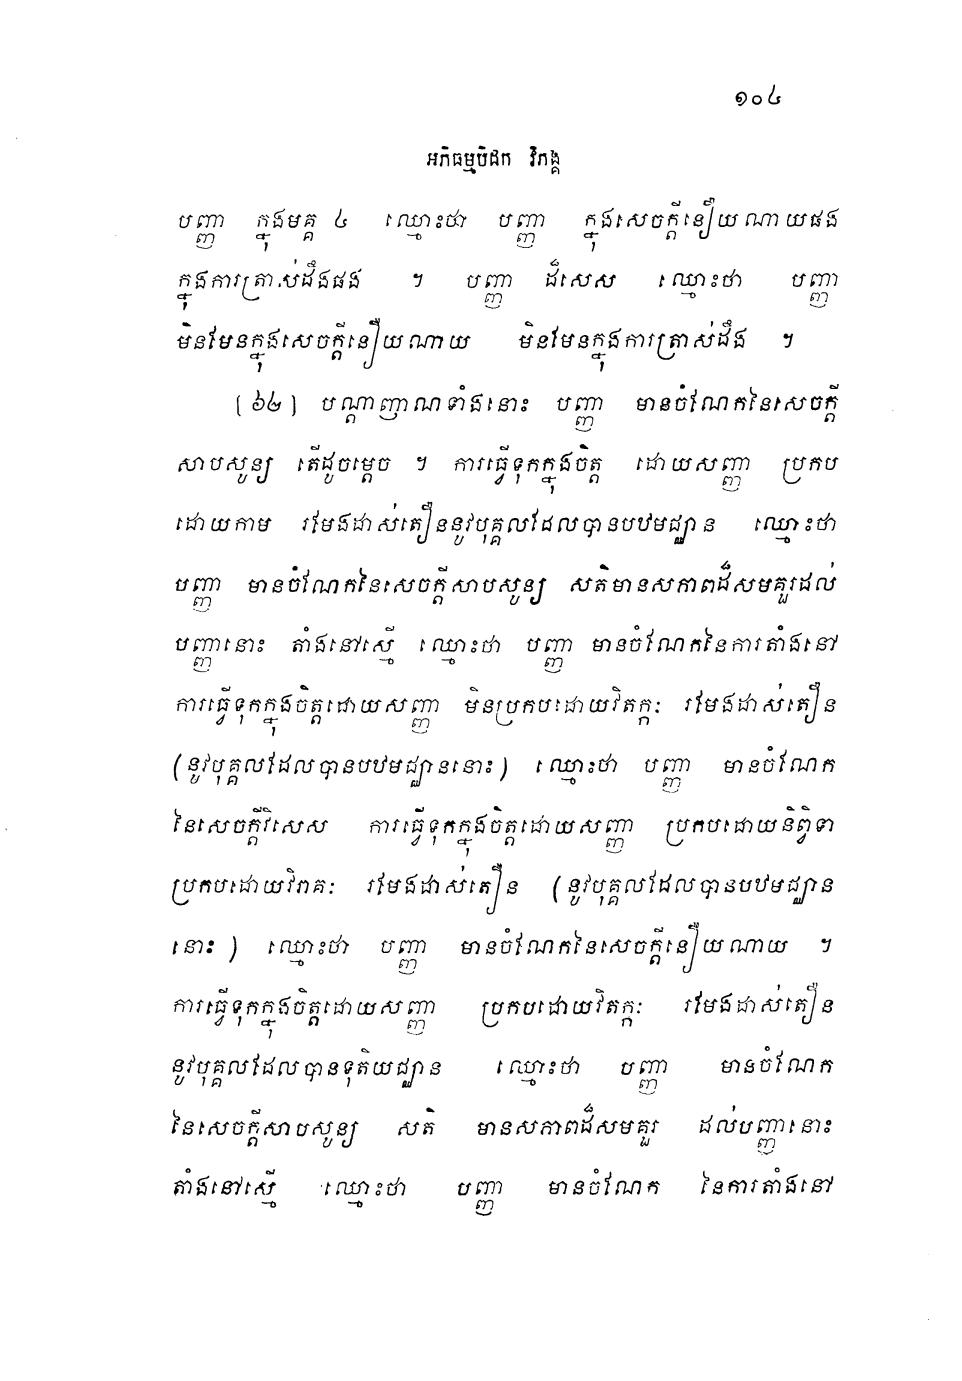 ១០៤
អភិធម្មបិដក វិភង្គ
បញ្ញា ក្នុងមគ្គ ៤ ឈ្មោះថា បញ្ញា ក្នុងសេចក្តីនឿយណាយផង
ក្នុងការត្រាស់ដឹងផង ។ បញ្ញា ដ៏សេស ឈ្មោះថា បញ្ញា
មិនមែនក្នុងសេចក្តីនឿយណាយ មិនមែនក្នុងការត្រាស់ដឹង ។
(៦២) បណ្តាញាណទាំងនោះ បញ្ញា មានចំណែកនៃសេចក្តី
សាបសូន្យ តើដូចម្តេច ។ ការធ្វើទុកក្នុងចិត្ត ដោយសញ្ញា ប្រកប
ដោយកាម រមែងដាស់តឿននូវបុគ្គលដែលបានបឋមជ្ឈាន ឈ្មោះថា
បញ្ញា មានចំណែកនៃសេចក្តីសាបសូន្យ សតិមានសភាពដ៏សមគួរដល់
បញ្ញានោះ តាំងនៅស្មើ ឈ្មោះថា បញ្ញា មានចំណែកនៃការតាំងនៅ
ការធ្វើទុកក្នុងចិត្តដោយសញ្ញា មិនប្រកបដោយវិតក្កៈ រមែងដាស់តឿន
(នូវបុគ្គលដែលបានបឋមជ្ឈាននោះ) ឈ្មោះថា បញ្ញា មានចំណែក
នៃសេចក្តីវិសេស ការធ្វើទុកក្នុងចិត្តដោយសញ្ញា ប្រកបដោយនិព្វិទា
ប្រកបដោយវិរាគៈ រមែងដាស់តឿន (នូវបុគ្គលដែលបានបឋមជ្ឈាន
នោះ) ឈ្មោះថា បញ្ញា មានចំណែកនៃសេចក្តីនឿយណាយ ។
ការធ្វើទុកក្នុងចិត្តដោយសញ្ញា ប្រកបដោយវិតក្កៈ រមែងដាស់តឿន
នូវបុគ្គលដែលបានទុតិយជ្ឈាន ឈ្មោះថា បញ្ញា មានចំណែក
នៃសេចក្តីសាបសូន្យ សតិ មានសភាពដ៏សមគួរ ដល់បញ្ញានោះ
តាំងនៅស្មើ ឈ្មោះថា បញ្ញា មានចំណែក នៃការតាំងនៅ